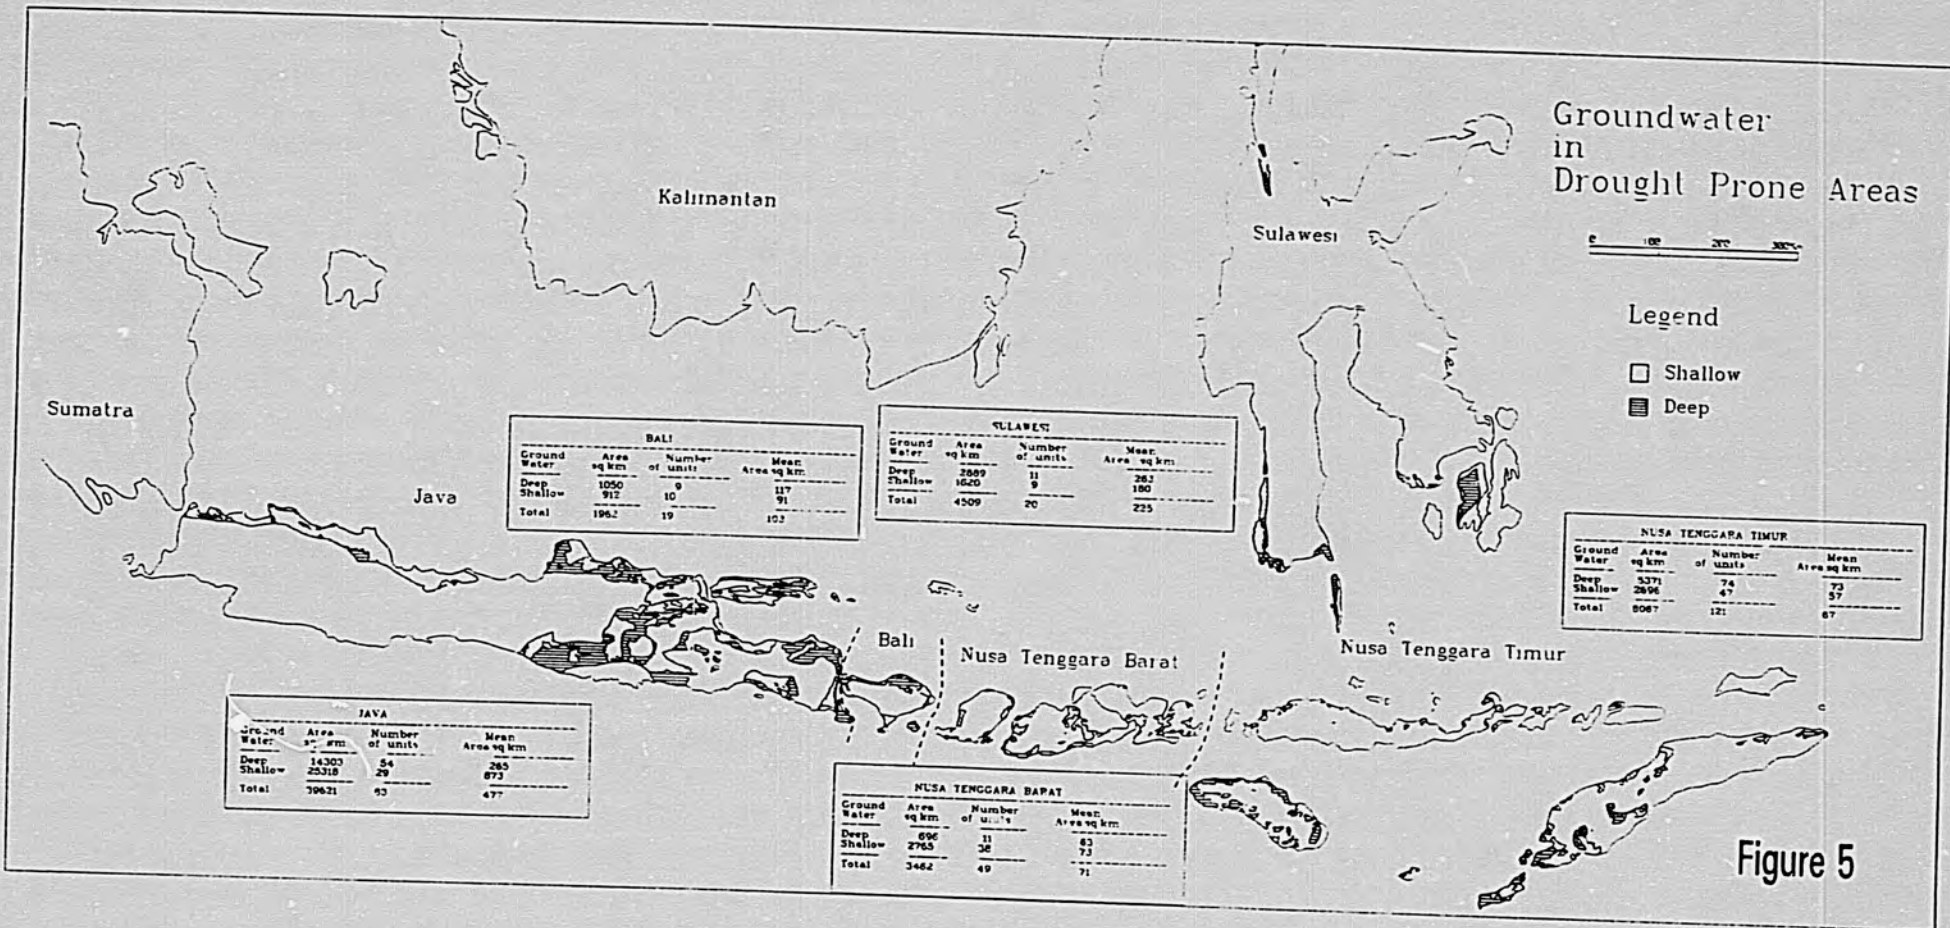 Groundwater
in
Drought Prone Areas
Legend
Shallow
Deep
Kalimantan
Sulawesi
Sumatra
Java
Bali
Nusa Tenggara Barat
Nusa Tenggara Timur
BALI
Ground Water Area sq km Number of units Mean Area sq km
Deep 1050 9 117
Shallow 912 10 91
Total 1962 19 103
SULAWESI
Ground Water Area sq km Number of units Mean Area sq km
Deep 2889 11 263
Shallow 1620 9 180
Total 4509 20 225
NUSA TENGGARA TIMUR
Ground Water Area sq km Number of units Mean Area sq km
Deep 5371 74 73
Shallow 2696 47 57
Total 8067 121 67
JAVA
Ground Water Area sq km Number of units Mean Area sq km
Deep 14303 54 265
Shallow 25318 29 873
Total 39621 83 477
NUSA TENGGARA BARAT
Ground Water Area sq km Number of units Mean Area sq km
Deep 696 11 63
Shallow 2765 38 73
Total 3462 49 71
Figure 5